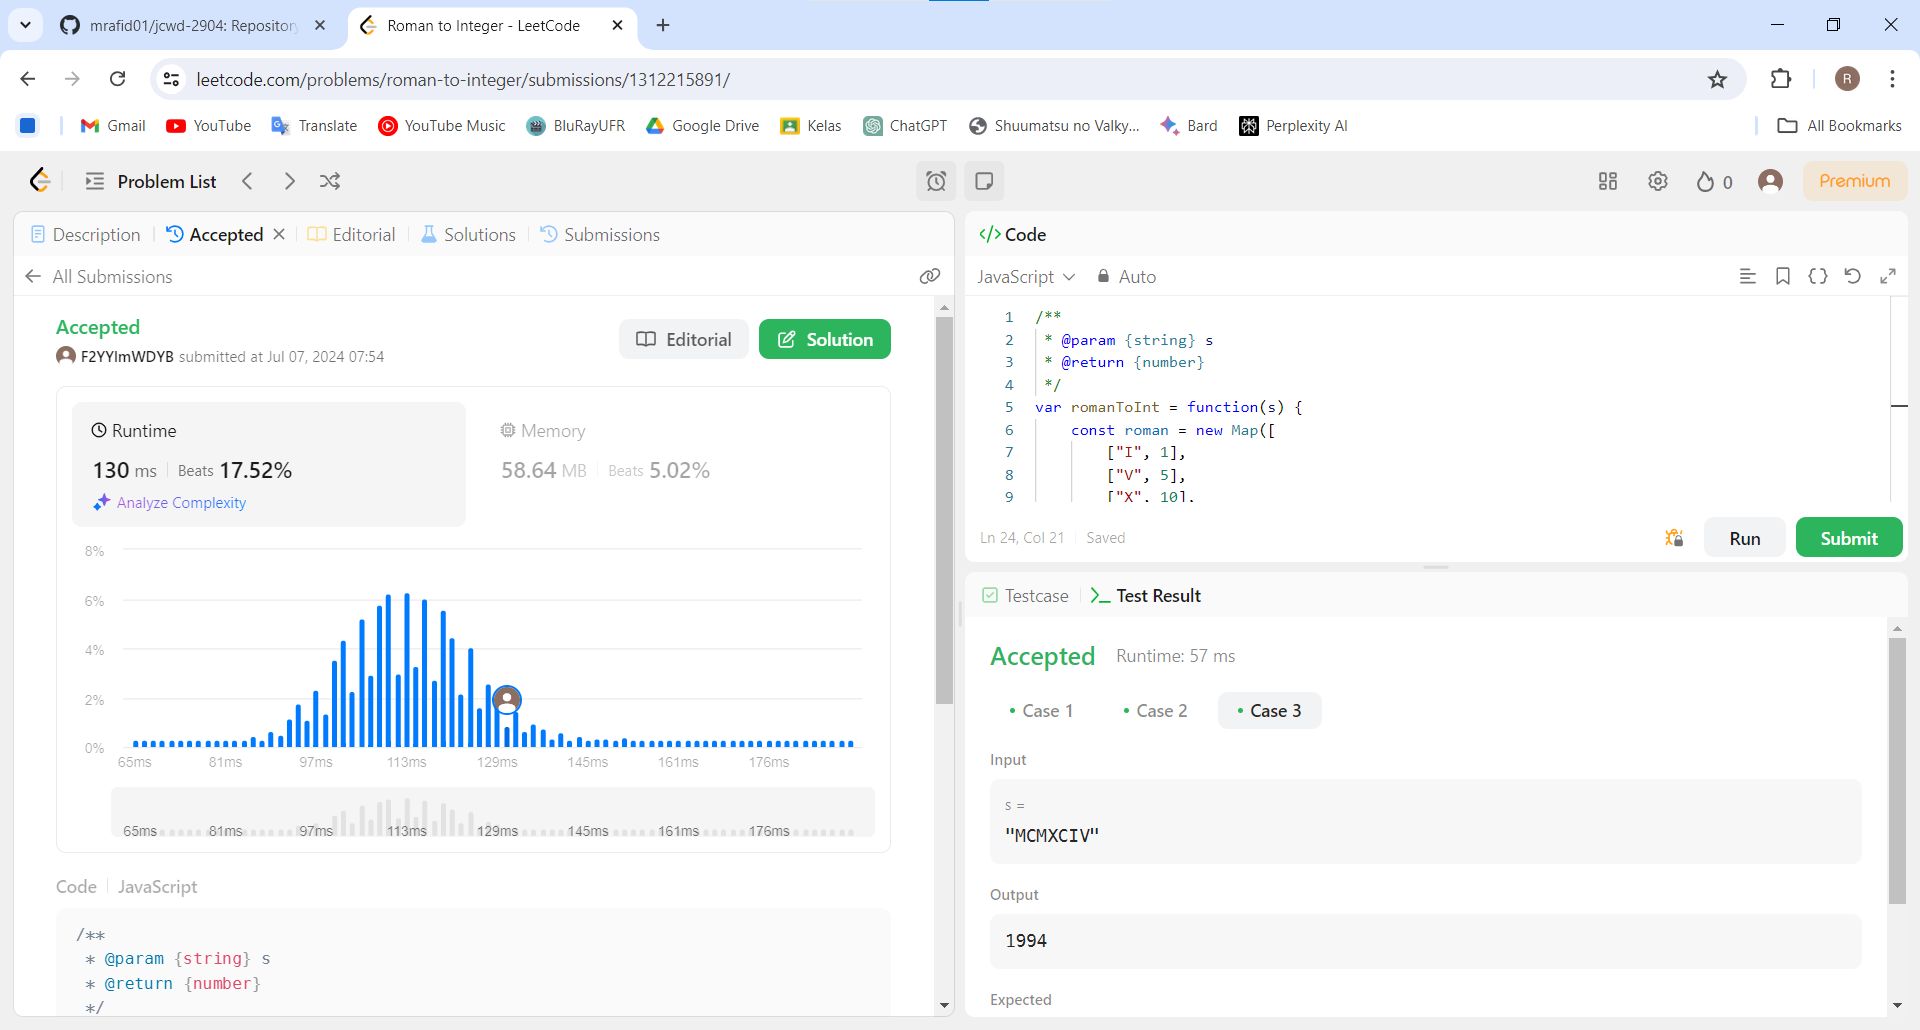 mrafid01/jcwd-2904: Repository
Roman to Integer - LeetCode
leetcode.com/problems/roman-to-integer/submissions/1312215891/
R
Gmail
YouTube
Translate
YouTube Music
BluRayUFR
Google Drive
Kelas
ChatGPT
Shuumatsu no Valky...
Bard
Perplexity AI
All Bookmarks
Problem List
0
Premium
Description
Accepted
Editorial
Solutions
Submissions
All Submissions
Accepted
F2YYImWDYB submitted at Jul 07, 2024 07:54
Editorial
Solution
Runtime
130 ms
Beats 17.52%
Analyze Complexity
Memory
58.64 MB
Beats 5.02%
8%
6%
4%
2%
0%
65ms 81ms 97ms 113ms 129ms 145ms 161ms 176ms
65ms 81ms 97ms 113ms 129ms 145ms 161ms 176ms
Code
JavaScript
/**
* @param {string} s
* @return {number}
*/
</> Code
JavaScript
Auto
1 /**
2 * @param {string} s
3 * @return {number}
4 */
5 var romanToInt = function(s) {
6 const roman = new Map([
7 ["I", 1],
8 ["V", 5],
9 ["X", 10],
Ln 24, Col 21
Saved
Run
Submit
Testcase
Test Result
Accepted
Runtime: 57 ms
• Case 1
• Case 2
• Case 3
Input
s =
"MCMXCIV"
Output
1994
Expected